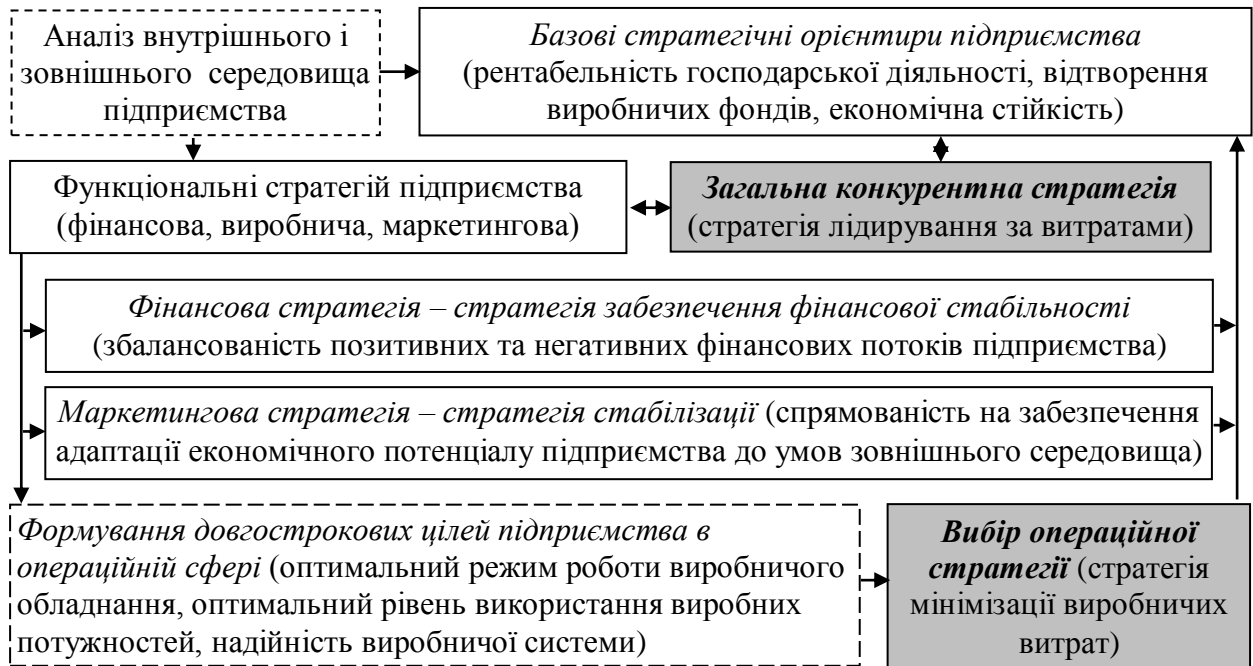 Аналіз внутрішнього і
зовнішнього середовища
підприємства
Базові стратегічні орієнтири підприємства
(рентабельність господарської діяльності, відтворення
виробничих фондів, економічна стійкість)
Функціональні стратегій підприємства
(фінансова, виробнича, маркетингова)
Загальна конкурентна стратегія
(стратегія лідирування за витратами)
Фінансова стратегія – стратегія забезпечення фінансової стабільності
(збалансованість позитивних та негативних фінансових потоків підприємства)
Маркетингова стратегія – стратегія стабілізації (спрямованість на забезпечення
адаптації економічного потенціалу підприємства до умов зовнішнього середовища)
Формування довгострокових цілей підприємства в
операційній сфері (оптимальний режим роботи виробничого
обладнання, оптимальний рівень використання виробних
потужностей, надійність виробничої системи)
Вибір операційної
стратегії (стратегія
мінімізації виробничих
витрат)